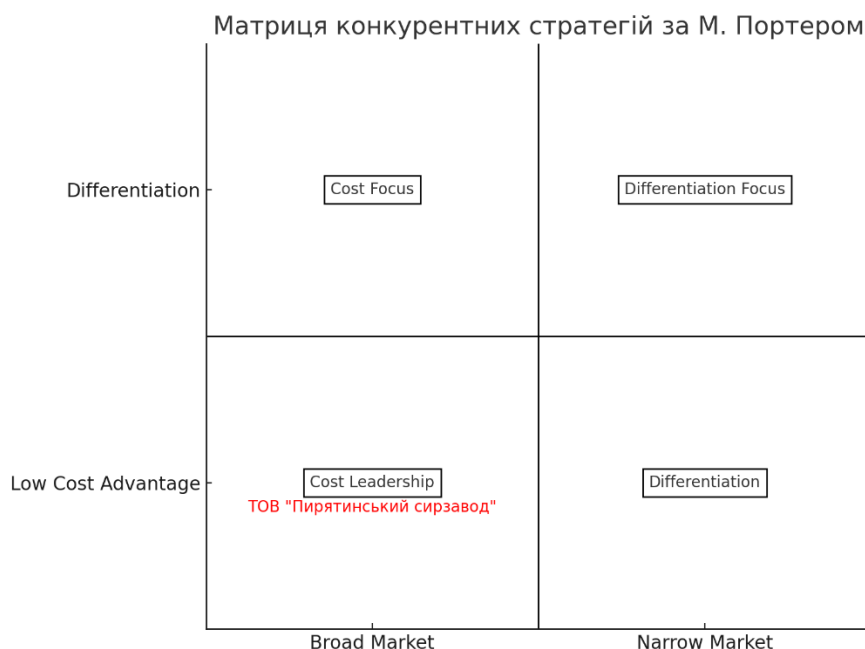 Матриця конкурентних стратегій за М. Портером
Differentiation
Cost Focus
Differentiation Focus
Low Cost Advantage
Cost Leadership
Differentiation
ТОВ "Пирятинський сирзавод"
Broad Market
Narrow Market